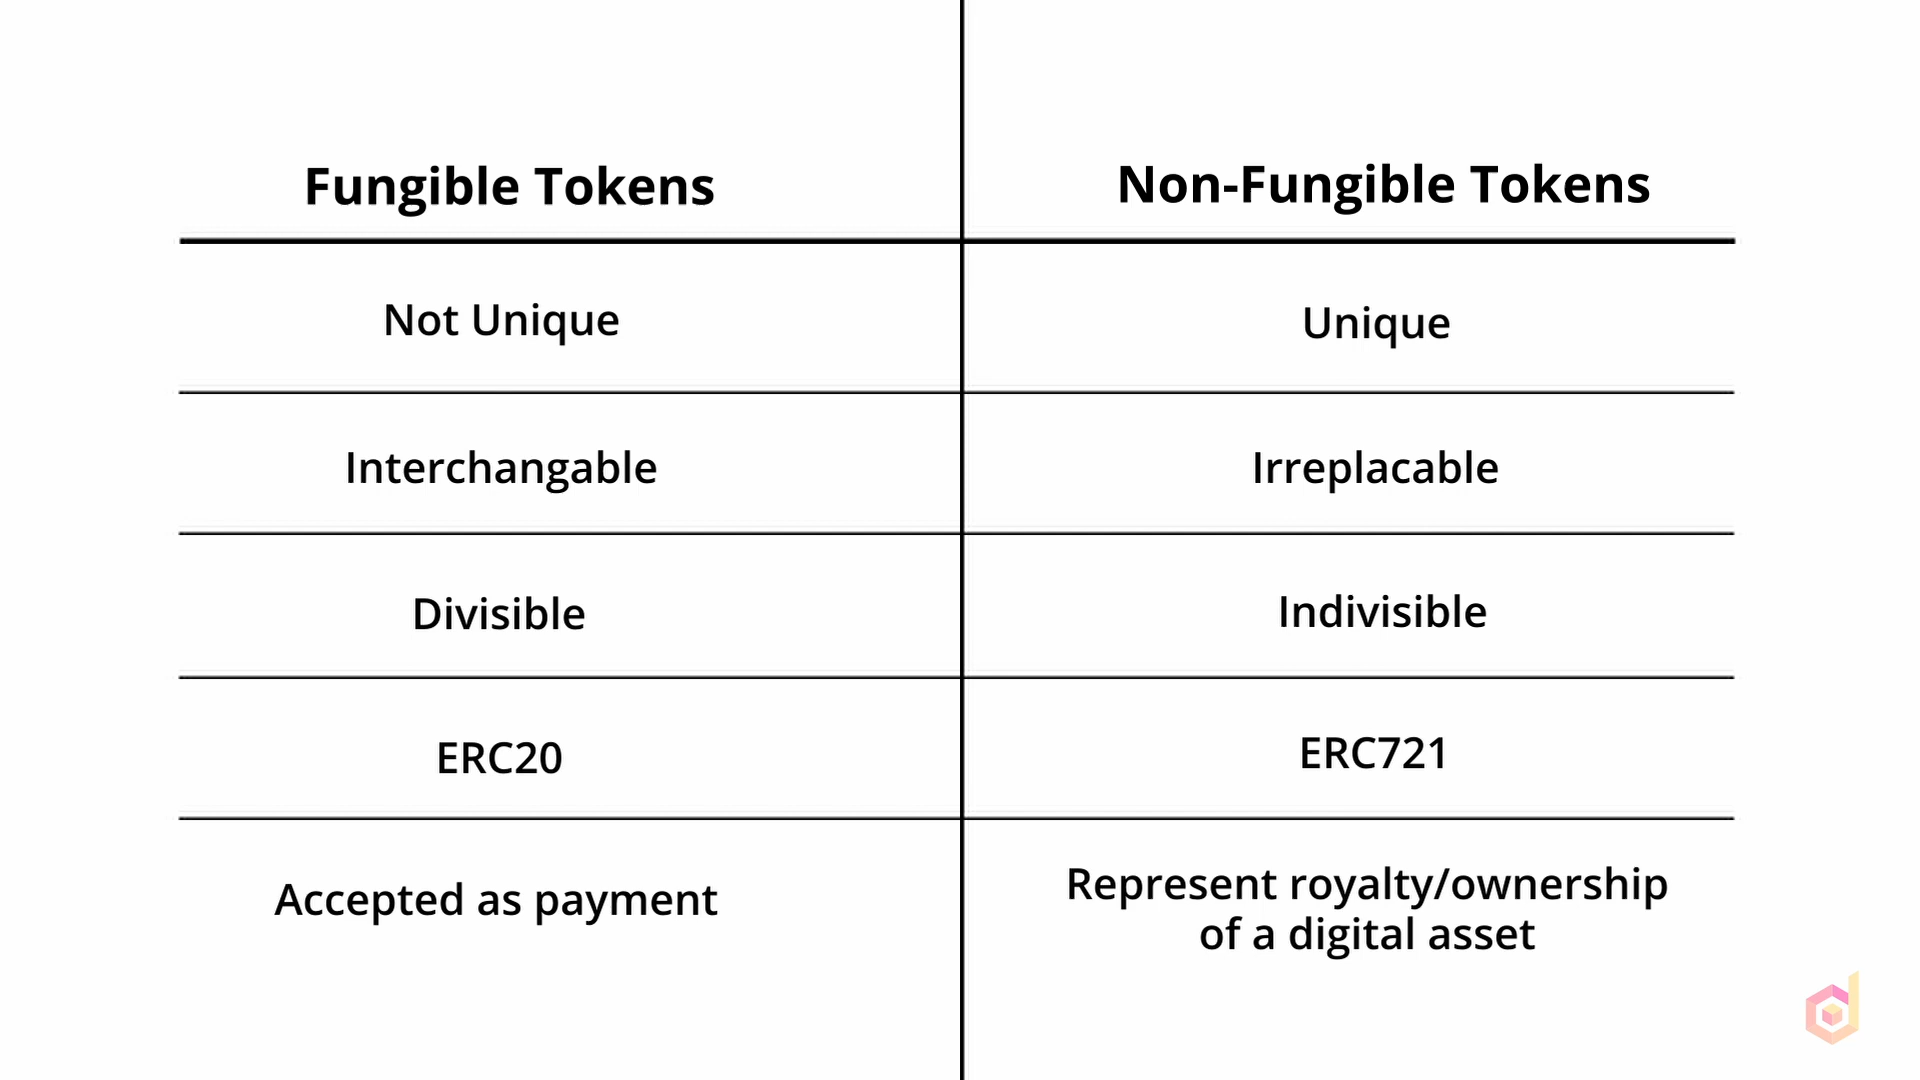 Fungible Tokens
Non-Fungible Tokens
Not Unique
Unique
Interchangable
Irreplacable
Divisible
Indivisible
ERC20
ERC721
Accepted as payment
Represent royalty/ownership
of a digital asset